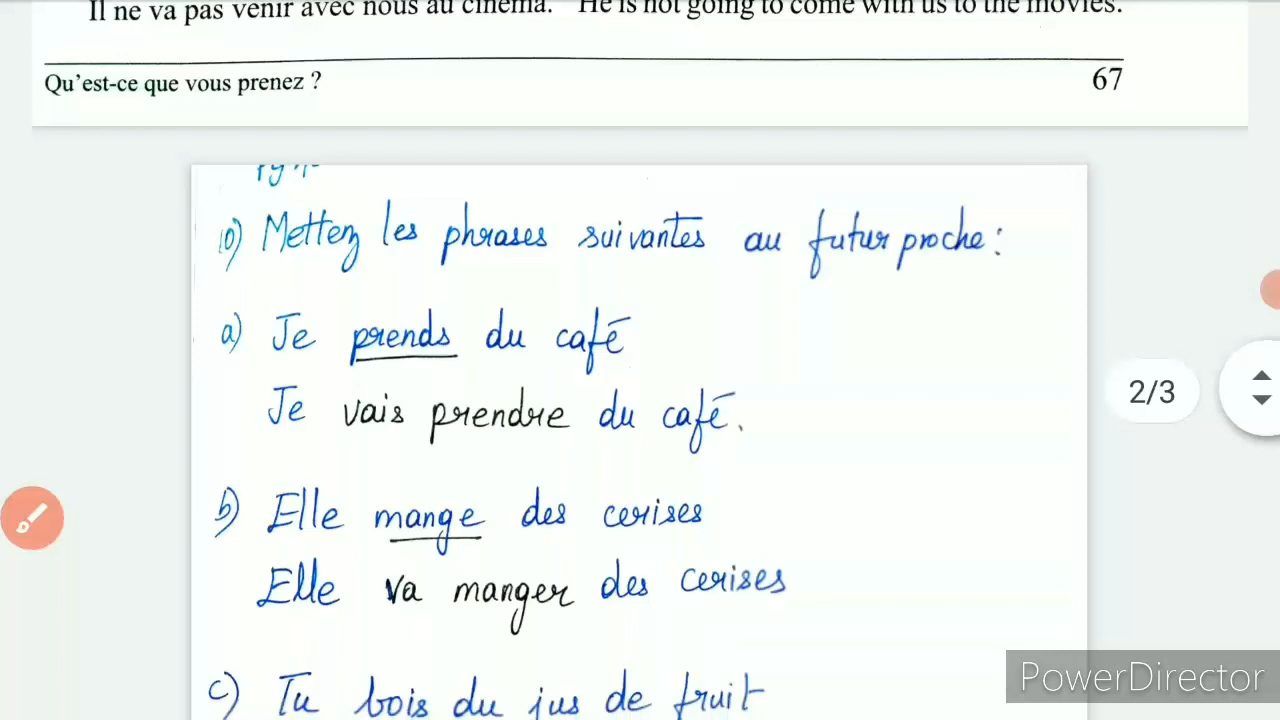 Il ne va pas venir avec nous au cinéma. He is not going to come with us to the movies.
Qu'est-ce que vous prenez ? 67
10) Mettez les phrases suivantes au futur proche :
a) Je prends du café
2/3
Je vais prendre du café.
b) Elle mange des cerises
Elle va manger des cerises
PowerDirector
c) Tu bois du jus de fruit